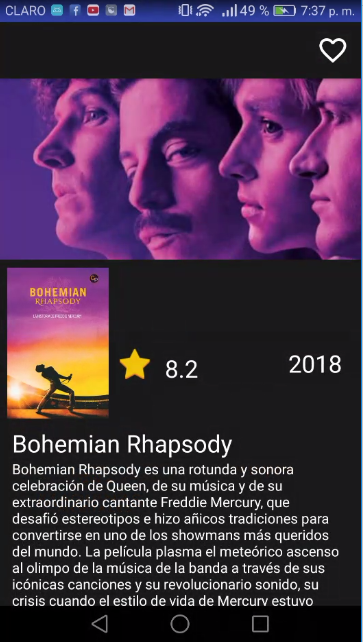 CLARO 49 % 7:37 p. m.
BOHEMIAN
RHAPSODY
8.2
2018
Bohemian Rhapsody
Bohemian Rhapsody es una rotunda y sonora
celebración de Queen, de su música y de su
extraordinario cantante Freddie Mercury, que
desafió estereotipos e hizo añicos tradiciones para
convertirse en uno de los showmans más queridos
del mundo. La película plasma el meteórico ascenso
al olimpo de la música de la banda a través de sus
icónicas canciones y su revolucionario sonido, su
crisis cuando el estilo de vida de Mercury estuvo